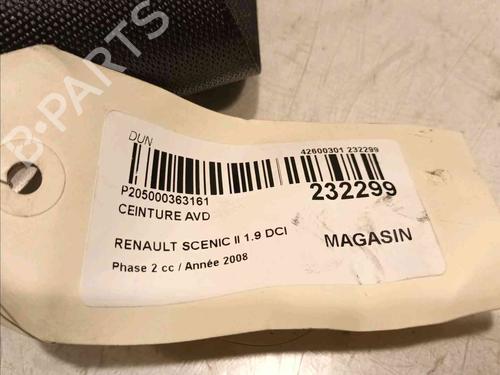 B-PARTS
DUN
42600301 232299
P205000363161
232299
CEINTURE AVD
RENAULT SCENIC II 1.9 DCI
MAGASIN
Phase 2 cc / Année 2008